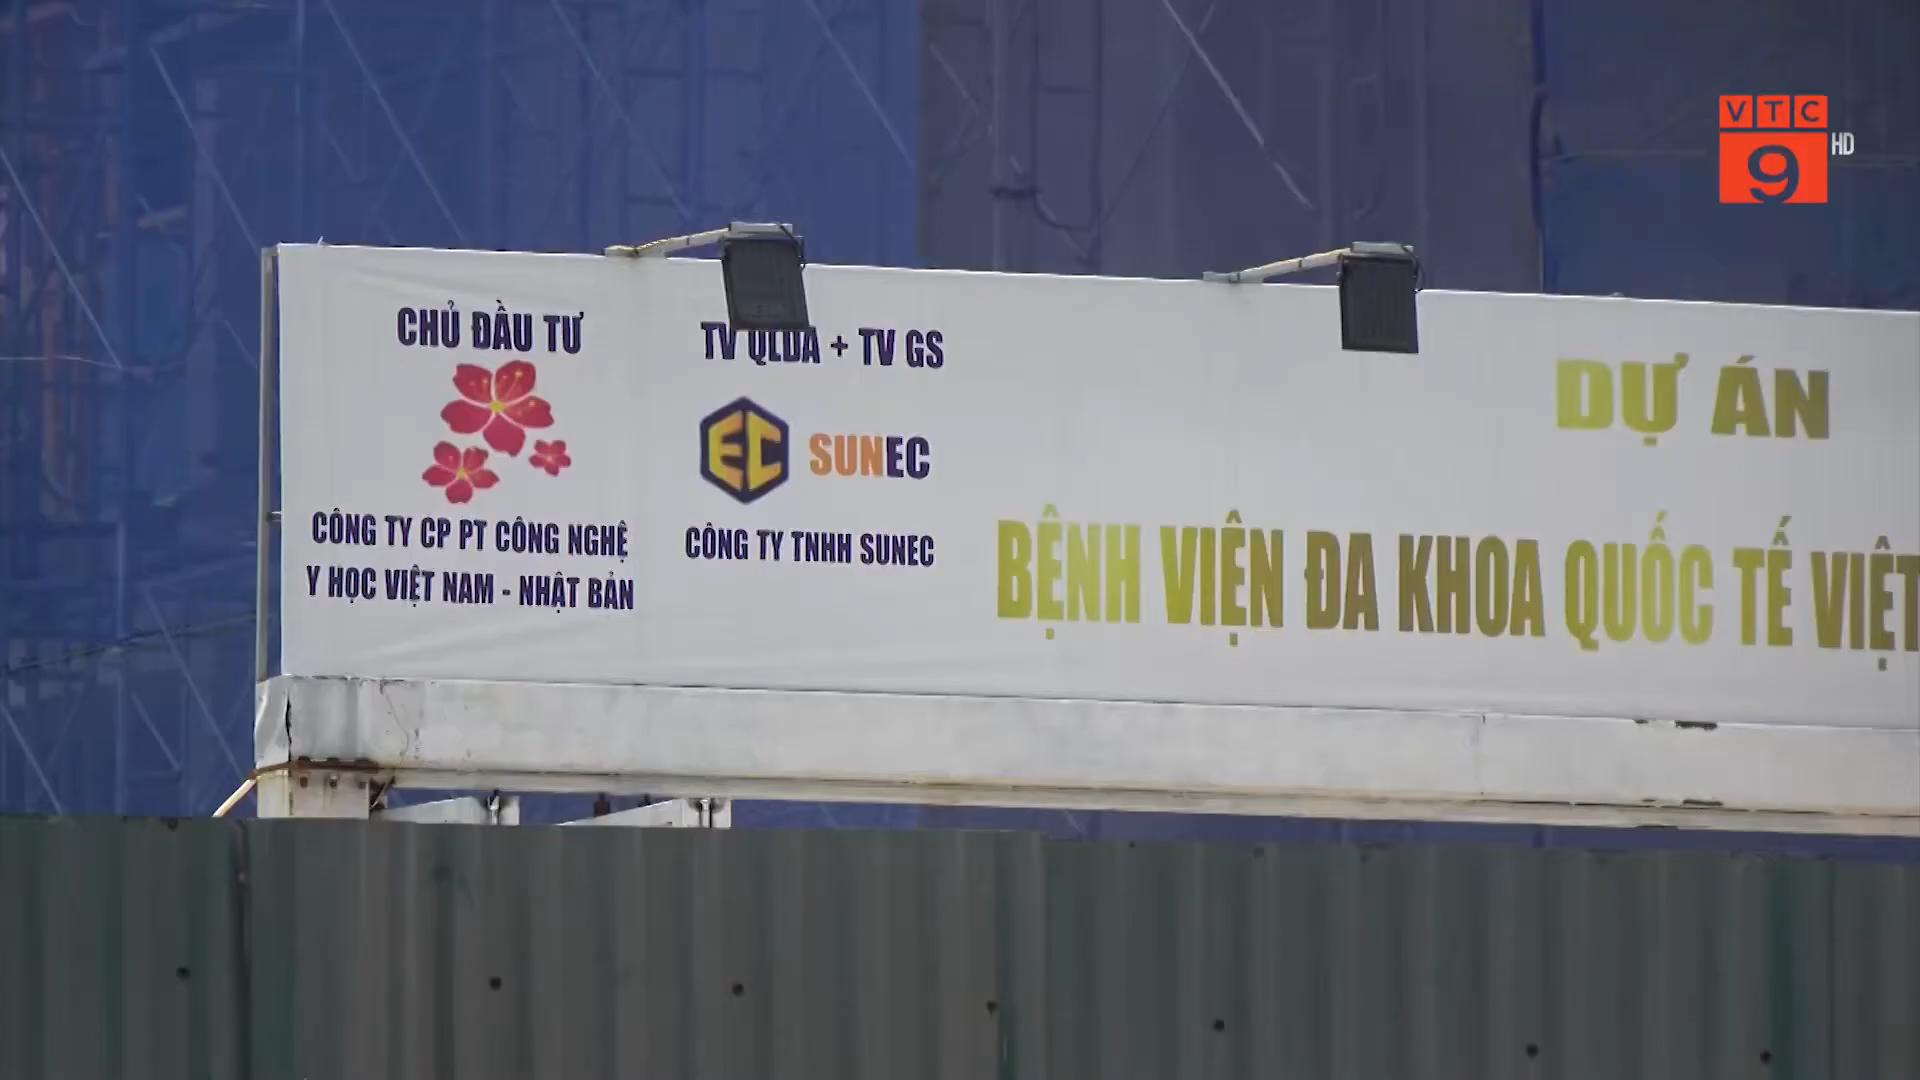 VTC
9
HD
CHỦ ĐẦU TƯ
CÔNG TY CP PT CÔNG NGHỆ
Y HỌC VIỆT NAM - NHẬT BẢN
TV QLDA + TV GS
EC SUNEC
CÔNG TY TNHH SUNEC
DỰ ÁN
BỆNH VIỆN ĐA KHOA QUỐC TẾ VIỆT